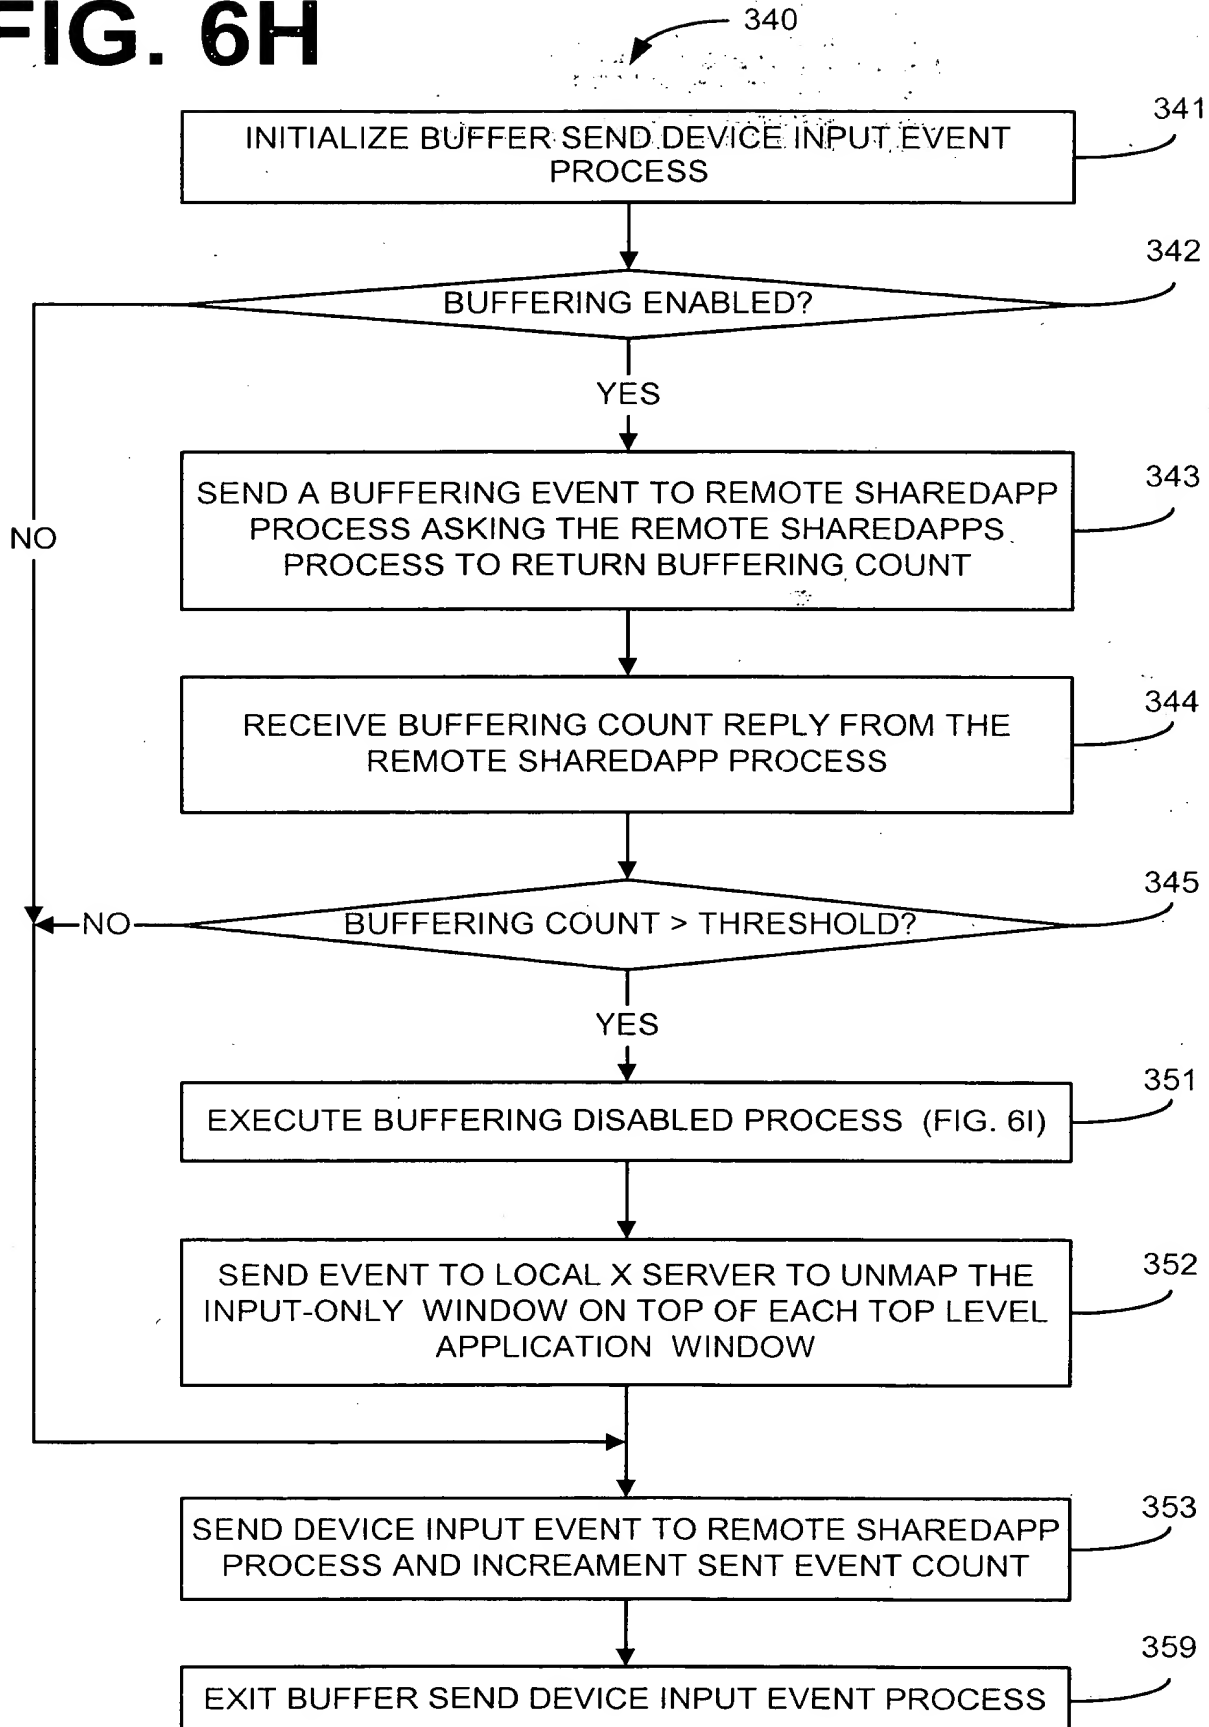 FIG. 6H
340
341
INITIALIZE BUFFER SEND DEVICE INPUT EVENT
PROCESS
342
BUFFERING ENABLED?
YES
343
SEND A BUFFERING EVENT TO REMOTE SHAREDAPP
PROCESS ASKING THE REMOTE SHAREDAPPS
PROCESS TO RETURN BUFFERING COUNT
NO
344
RECEIVE BUFFERING COUNT REPLY FROM THE
REMOTE SHAREDAPP PROCESS
345
NO
BUFFERING COUNT > THRESHOLD?
YES
351
EXECUTE BUFFERING DISABLED PROCESS (FIG. 6I)
352
SEND EVENT TO LOCAL X SERVER TO UNMAP THE
INPUT-ONLY WINDOW ON TOP OF EACH TOP LEVEL
APPLICATION WINDOW
353
SEND DEVICE INPUT EVENT TO REMOTE SHAREDAPP
PROCESS AND INCREAMENT SENT EVENT COUNT
359
EXIT BUFFER SEND DEVICE INPUT EVENT PROCESS